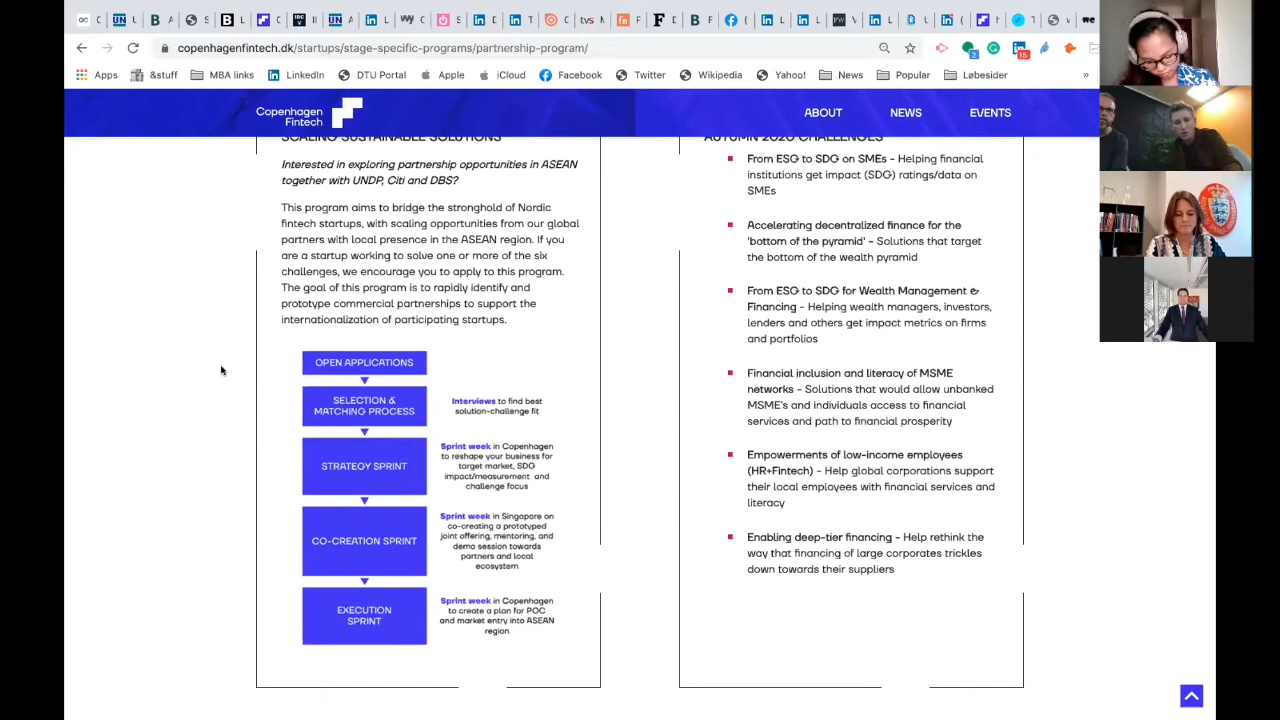 copenhagenfintech.dk/startups/stage-specific-programs/partnership-program/
Apps
&stuff
MBA links
LinkedIn
DTU Portal
Apple
iCloud
Facebook
Twitter
Wikipedia
Yahoo!
News
Popular
Løbesider
»
Copenhagen
Fintech
ABOUT
NEWS
EVENTS
SCALING SUSTAINABLE SOLUTIONS
Interested in exploring partnership opportunities in ASEAN
together with UNDP, Citi and DBS?
This program aims to bridge the stronghold of Nordic
fintech startups, with scaling opportunities from our global
partners with local presence in the ASEAN region. If you
are a startup working to solve one or more of the six
challenges, we encourage you to apply to this program.
The goal of this program is to rapidly identify and
prototype commercial partnerships to support the
internationalization of participating startups.
OPEN APPLICATIONS
SELECTION &
MATCHING PROCESS
Interviews to find best
solution-challenge fit
STRATEGY SPRINT
Sprint week in Copenhagen
to reshape your business for
target market, SDG
impact/measurement and
challenge focus
CO-CREATION SPRINT
Sprint week in Singapore on
co-creating a prototyped
joint offering, mentoring, and
demo session towards
partners and local
ecosystem
EXECUTION
SPRINT
Sprint week in Copenhagen
to create a plan for POC
and market entry into ASEAN
region
AUTUMN 2020 CHALLENGES
From ESG to SDG on SMEs - Helping financial
institutions get impact (SDG) ratings/data on
SMEs
Accelerating decentralized finance for the
'bottom of the pyramid' - Solutions that target
the bottom of the wealth pyramid
From ESG to SDG for Wealth Management &
Financing - Helping wealth managers, investors,
lenders and others get impact metrics on firms
and portfolios
Financial inclusion and literacy of MSME
networks - Solutions that would allow unbanked
MSME's and individuals access to financial
services and path to financial prosperity
Empowerments of low-income employees
(HR+Fintech) - Help global corporations support
their local employees with financial services and
literacy
Enabling deep-tier financing - Help rethink the
way that financing of large corporates trickles
down towards their suppliers